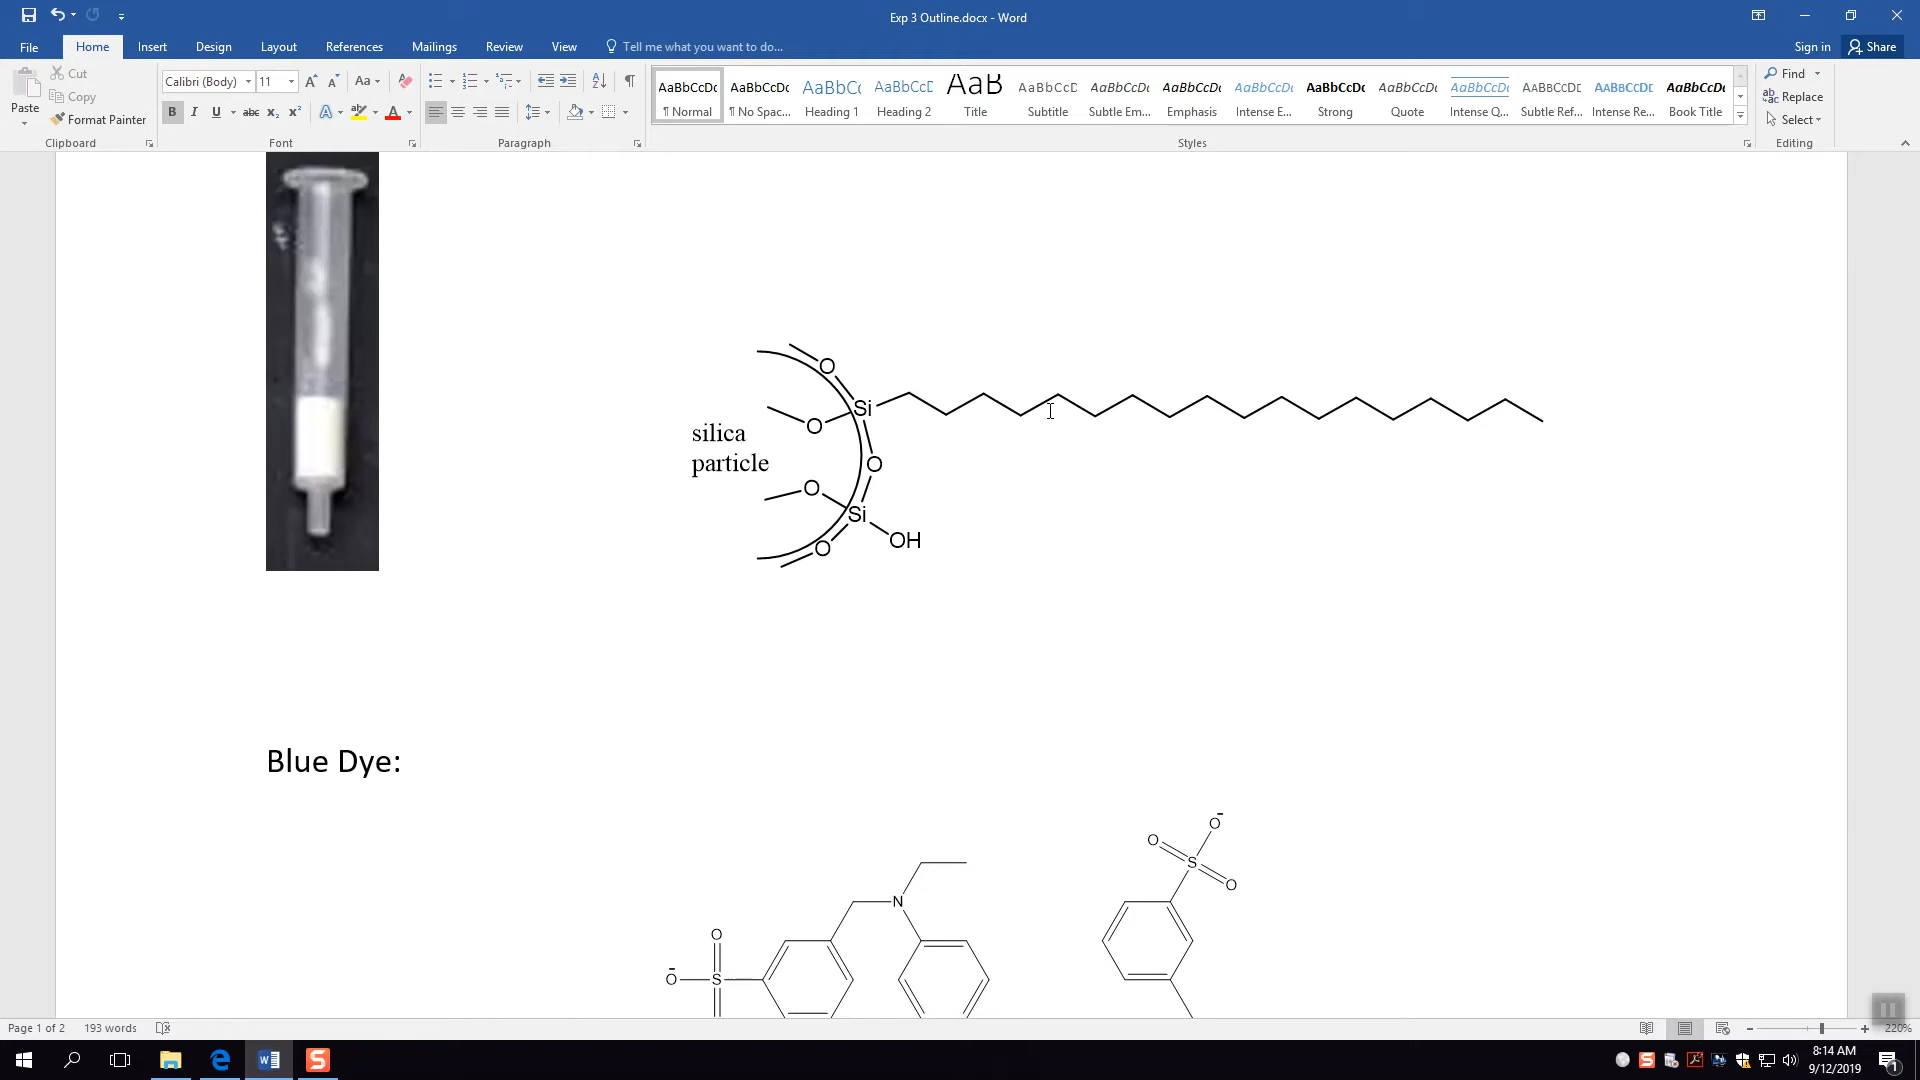 Exp 3 Outline.docx - Word
File Home Insert Design Layout References Mailings Review View Tell me what you want to do... Sign in Share
Paste
Cut
Copy
Format Painter
Clipboard
Calibri (Body) 11
Font
Paragraph
AaBbCcDc AaBbCcDc AaBbCc AaBbCcD AaB AaBbCcD AaBbCcDc AaBbCcDc AaBbCcDc AaBbCcDc AaBbCcDc AaBbCcDc AABBCCDE AABBCCDE AaBbCcDc
¶ Normal ¶ No Spac... Heading 1 Heading 2 Title Subtitle Subtle Em... Emphasis Intense E... Strong Quote Intense Q... Subtle Ref... Intense Re... Book Title
Styles
Find
Replace
Select
Editing
O
Si
O
silica
particle
O
O
Si
O
OH
Blue Dye:
O-
O
S
O
N
O
-O
S
Page 1 of 2 193 words
220%
8:14 AM
9/12/2019